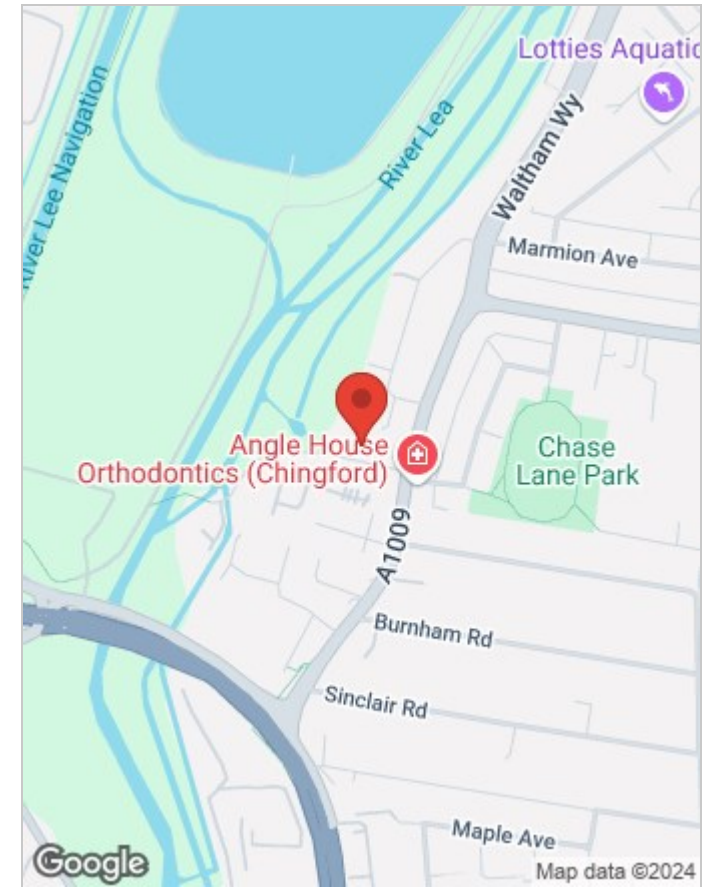 Lotties Aquatic
River Lee Navigation
River Lea
Waltham Wy
Marmion Ave
Angle House
Orthodontics (Chingford)
Chase
Lane Park
A1009
Burnham Rd
Sinclair Rd
Maple Ave
Google
Map data ©2024